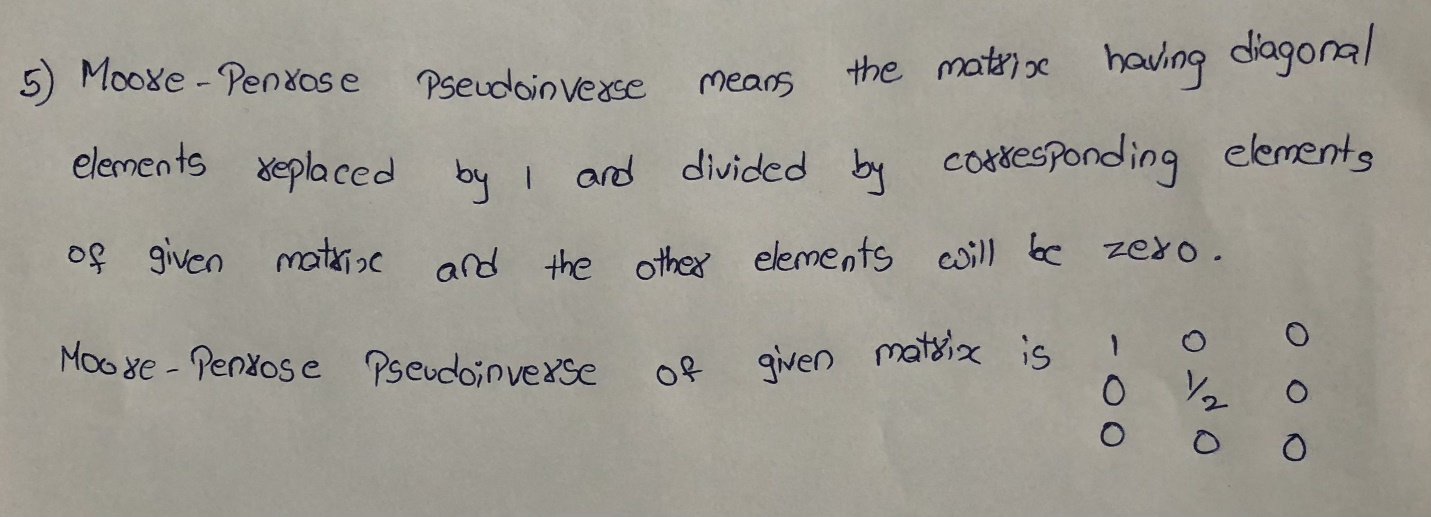 5) Moore-Penrose Pseudoinverse means the matrix having diagonal
elements replaced by 1 and divided by corresponding elements
of given matrix and the other elements will be zero.
Moore-Penrose Pseudoinverse of given matrix is 1 0 0
0 1/2 0
0 0 0